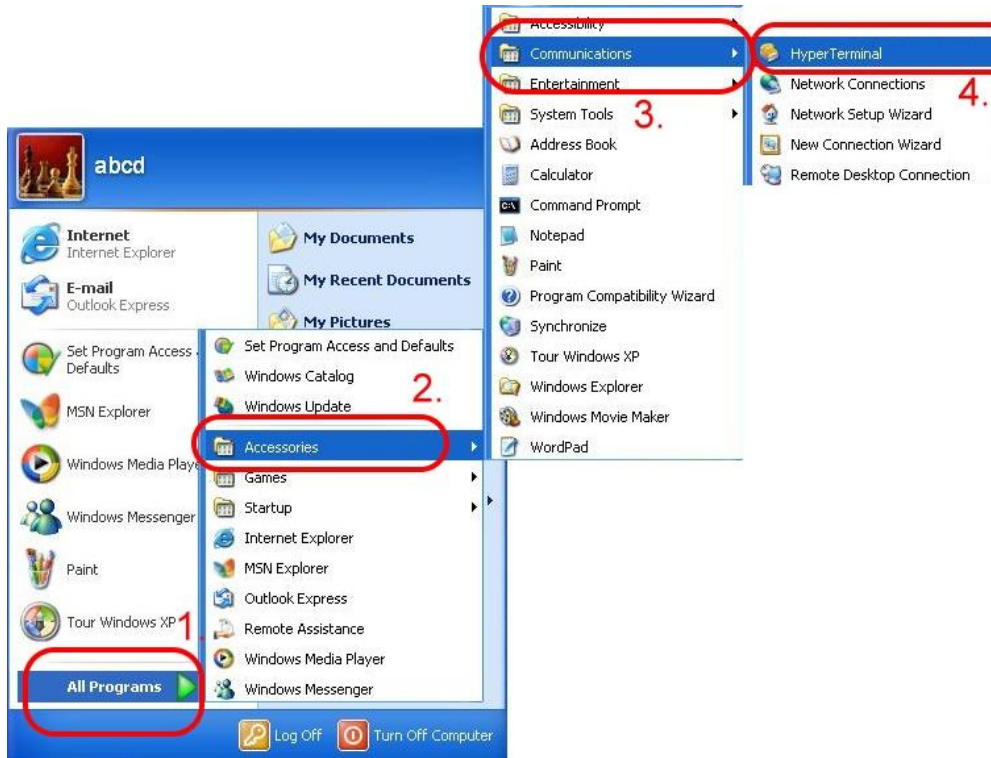 abcd
Internet
Internet Explorer
E-mail
Outlook Express
Set Program Access
Defaults
MSN Explorer
Windows Media Playe
Windows Messenger
Paint
Tour Windows XP
1.
All Programs
My Documents
My Recent Documents
My Pictures
Log Off
Turn Off Computer
Set Program Access and Defaults
Windows Catalog
2.
Windows Update
Accessories
Games
Startup
Internet Explorer
MSN Explorer
Outlook Express
Remote Assistance
Windows Media Player
Windows Messenger
Accessibility
Communications
Entertainment
System Tools
3.
Address Book
Calculator
C:\
Command Prompt
Notepad
Paint
Program Compatibility Wizard
Synchronize
Tour Windows XP
Windows Explorer
Windows Movie Maker
WordPad
HyperTerminal
Network Connections
4.
Network Setup Wizard
New Connection Wizard
Remote Desktop Connection